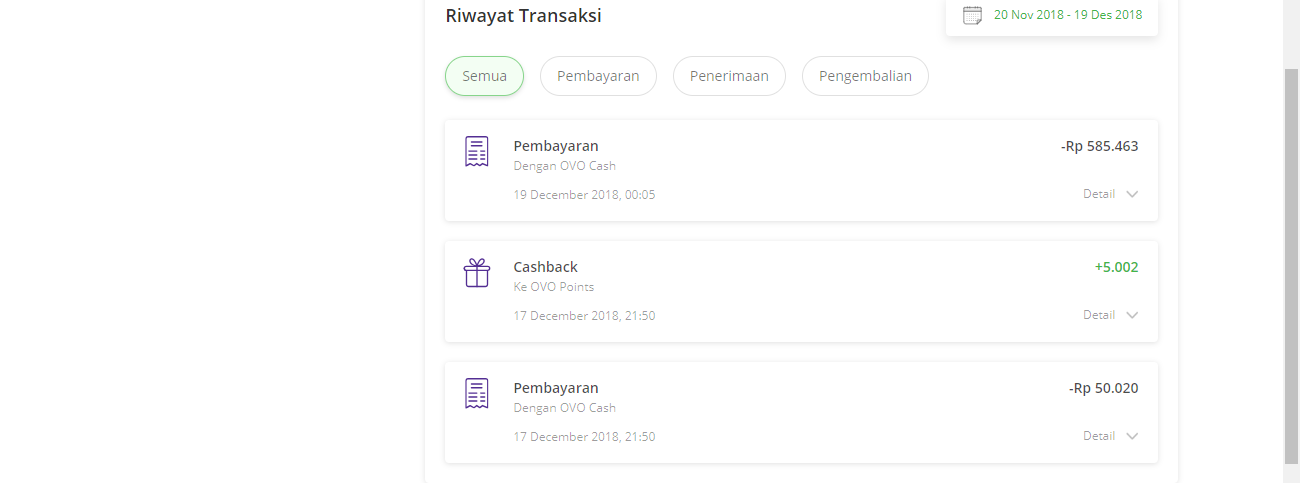 Riwayat Transaksi
20 Nov 2018 - 19 Des 2018
Semua Pembayaran Penerimaan Pengembalian
Pembayaran -Rp 585.463
Dengan OVO Cash
19 December 2018, 00:05 Detail
Cashback +5.002
Ke OVO Points
17 December 2018, 21:50 Detail
Pembayaran -Rp 50.020
Dengan OVO Cash
17 December 2018, 21:50 Detail